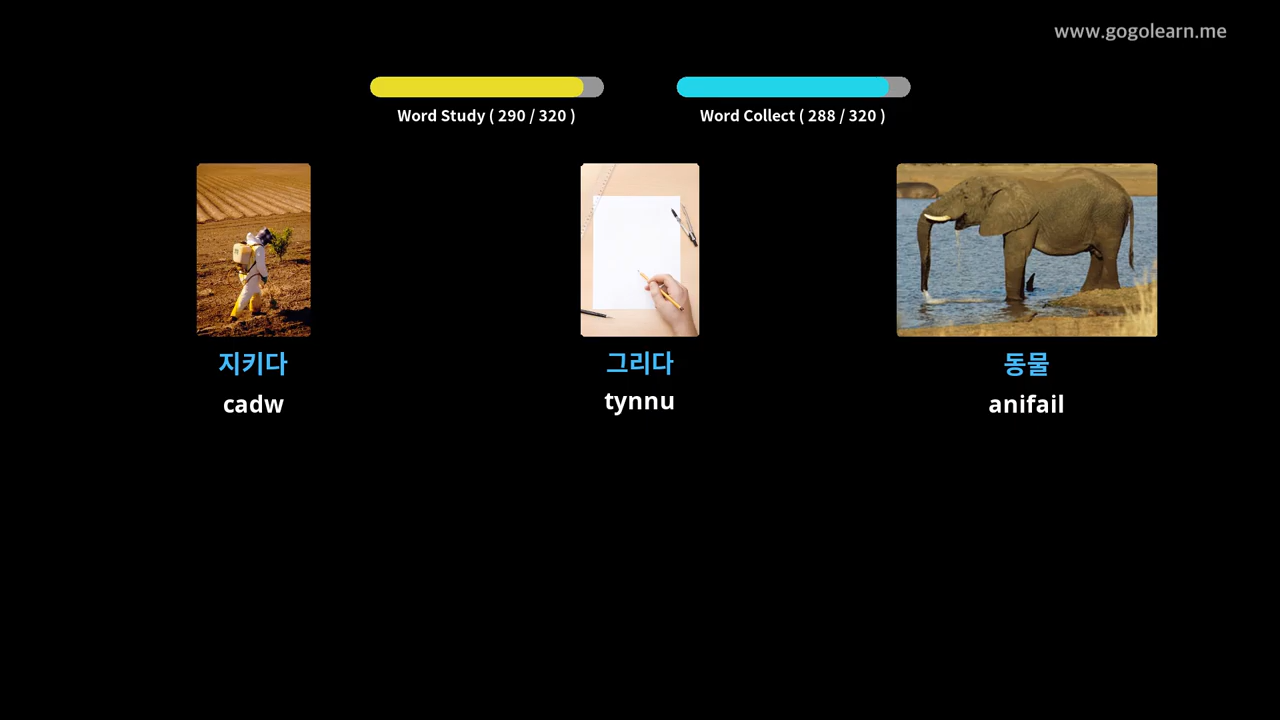 www.gogolearn.me
Word Study ( 290 / 320 )
Word Collect ( 288 / 320 )
지키다
cadw
그리다
tynnu
동물
anifail